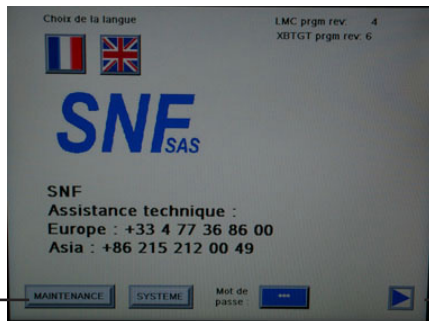 Choix de la langue
LMC prgm rev: 4
XBTGT prgm rev: 6
SNF SAS
SNF
Assistance technique :
Europe : +33 4 77 36 86 00
Asia : +86 215 212 00 49
MAINTENANCE
SYSTEME
Mot de
passe :
***